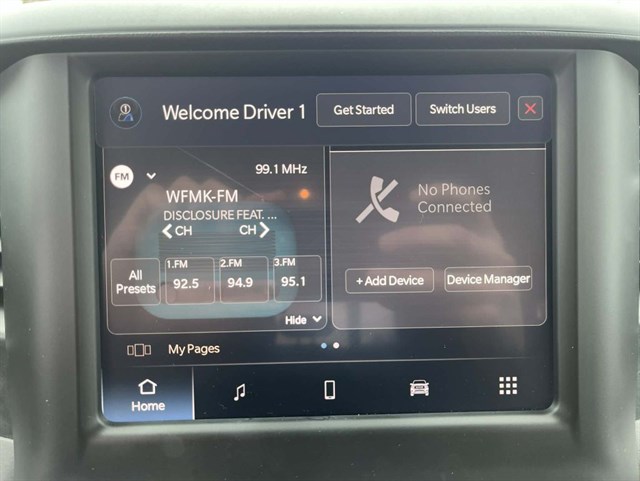 Welcome Driver 1
Get Started
Switch Users
FM
99.1 MHz
WFMK-FM
DISCLOSURE FEAT. ...
CH
CH
All Presets
1.FM
92.5
2.FM
94.9
3.FM
95.1
Hide
No Phones
Connected
+ Add Device
Device Manager
My Pages
Home